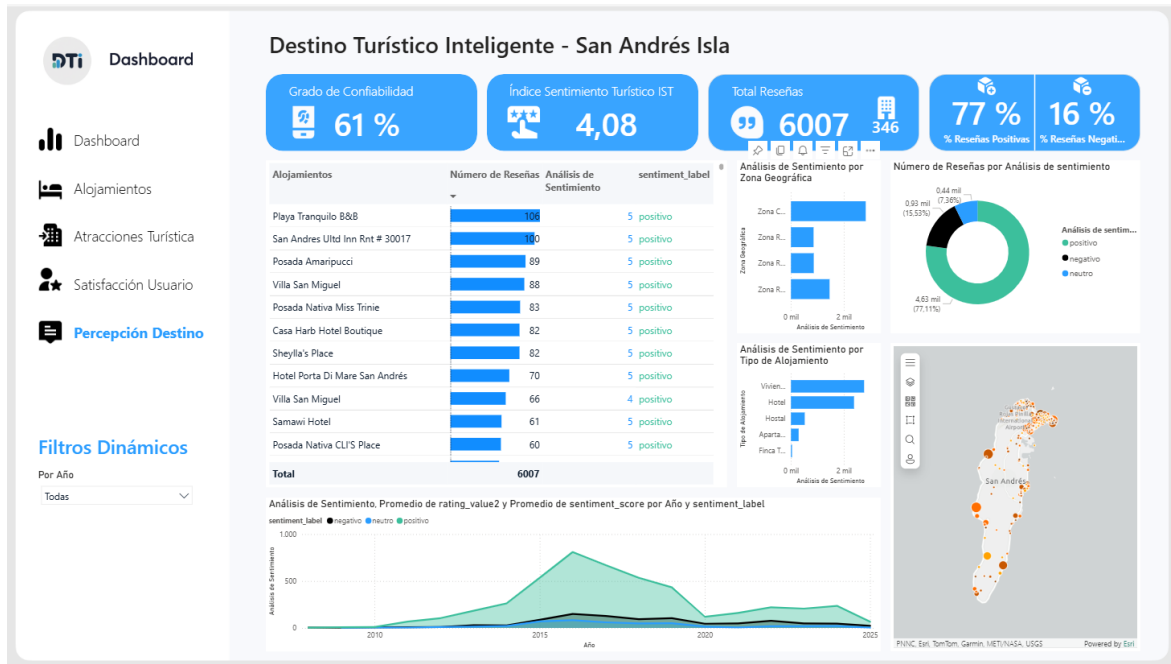 DTi Dashboard
Destino Turístico Inteligente - San Andrés Isla
Dashboard
Alojamientos
Atracciones Turística
Satisfacción Usuario
Percepción Destino
Filtros Dinámicos
Por Año
Todas
Grado de Confiabilidad
61 %
Índice Sentimiento Turístico IST
4,08
Total Reseñas
6007
346
77 %
% Reseñas Positivas
16 %
% Reseñas Negati...
Alojamientos Número de Reseñas Análisis de Sentimiento sentiment_label
Playa Tranquilo B&B 106 5 positivo
San Andres Ultd Inn Rnt # 30017 100 5 positivo
Posada Amaripucci 89 5 positivo
Villa San Miguel 88 5 positivo
Posada Nativa Miss Trinie 83 5 positivo
Casa Harb Hotel Boutique 82 5 positivo
Sheylla's Place 82 5 positivo
Hotel Porta Di Mare San Andrés 70 5 positivo
Villa San Miguel 66 4 positivo
Samawi Hotel 61 5 positivo
Posada Nativa CLI'S Place 60 5 positivo
Total 6007
Análisis de Sentimiento por
Zona Geográfica
Zona Geográfica
Zona C...
Zona R...
Zona R...
Zona R...
0 mil 2 mil
Análisis de Sentimiento
Número de Reseñas por Análisis de sentimiento
0,44 mil
(7,36%)
0,93 mil
(15,53%)
4,63 mil
(77,11%)
Análisis de sentim...
positivo
negativo
neutro
Análisis de Sentimiento por
Tipo de Alojamiento
Tipo de Alojamiento
Vivien...
Hotel
Hostal
Aparta...
Finca T...
0 mil 2 mil
Análisis de Sentimiento
San Andrés
PNNC, Esri, TomTom, Garmin, METI/NASA, USGS Powered by Esri
Análisis de Sentimiento, Promedio de rating_value2 y Promedio de sentiment_score por Año y sentiment_label
sentiment_label negativo neutro positivo
Análisis de Sentimiento
1.000
500
0
2010 2015 2020 2025
Año